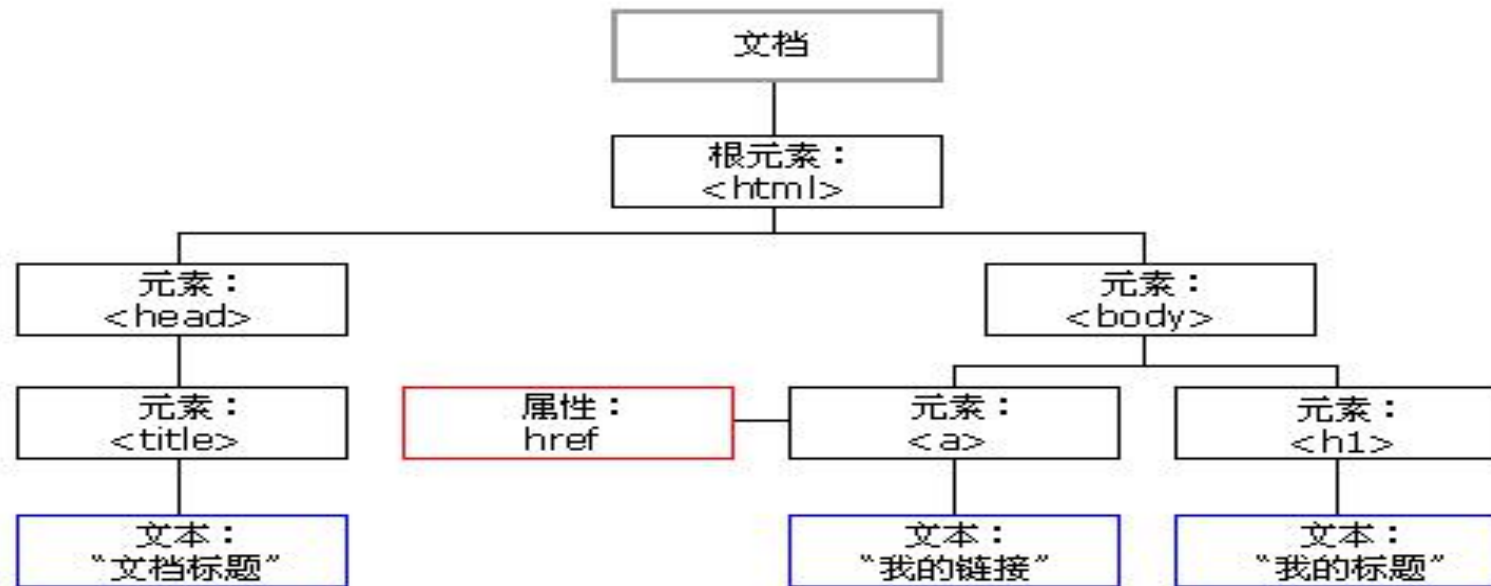 文档
根元素：
<html>
元素：
<head>
元素：
<body>
元素：
<title>
属性：
href
元素：
<a>
元素：
<h1>
文本：
"文档标题"
文本：
"我的链接"
文本：
"我的标题"